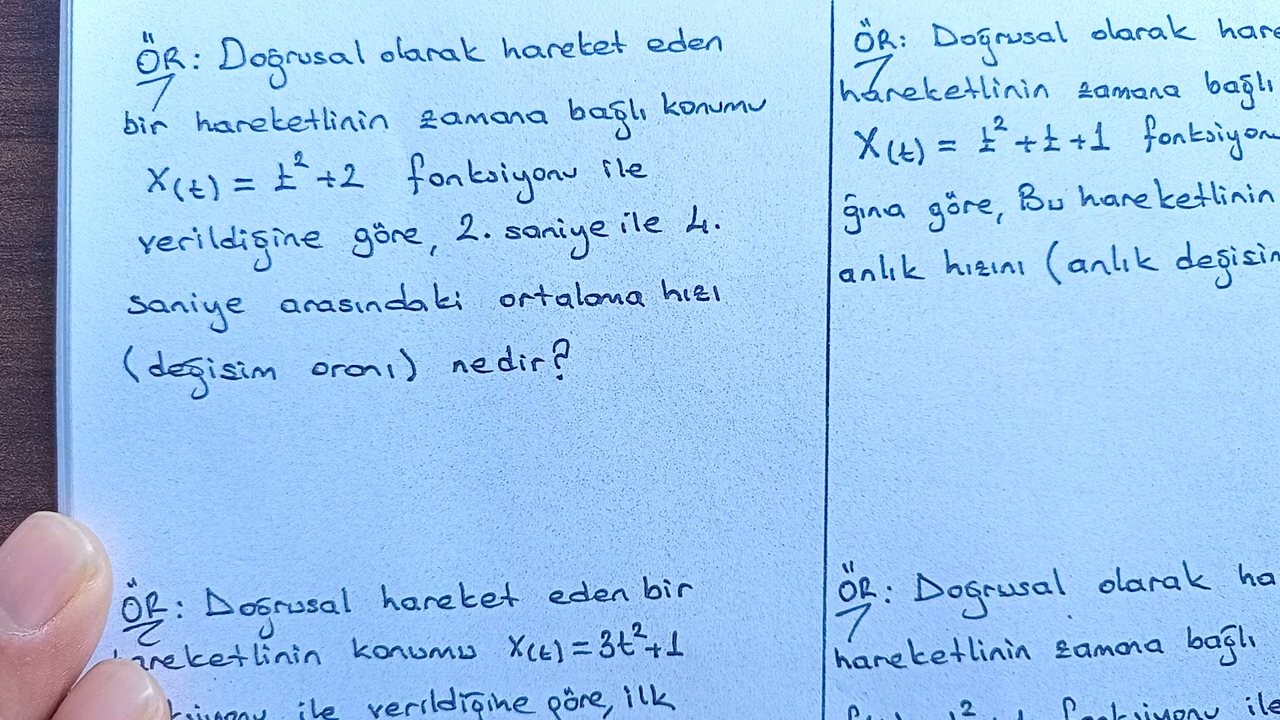 ÖR: Doğrusal olarak hareket eden
bir hareketlinin zamana bağlı konumu
X(t) = t²+2 fonksiyonu ile
verildiğine göre, 2. saniye ile 4.
saniye arasındaki ortalama hızı
(değişim oranı) nedir?
ÖR: Doğrusal hareket eden bir
hareketlinin konumu X(t)=3t²+1
ile verildiğine göre, ilk
ÖR: Doğrusal olarak hare
hareketlinin zamana bağlı
X(t) = t²+t+1 fonksiyon
ğına göre, Bu hareketlinin
anlık hızını (anlık değişim
ÖR: Doğrusal olarak ha
hareketlinin zamana bağlı
fonksiyonu ile